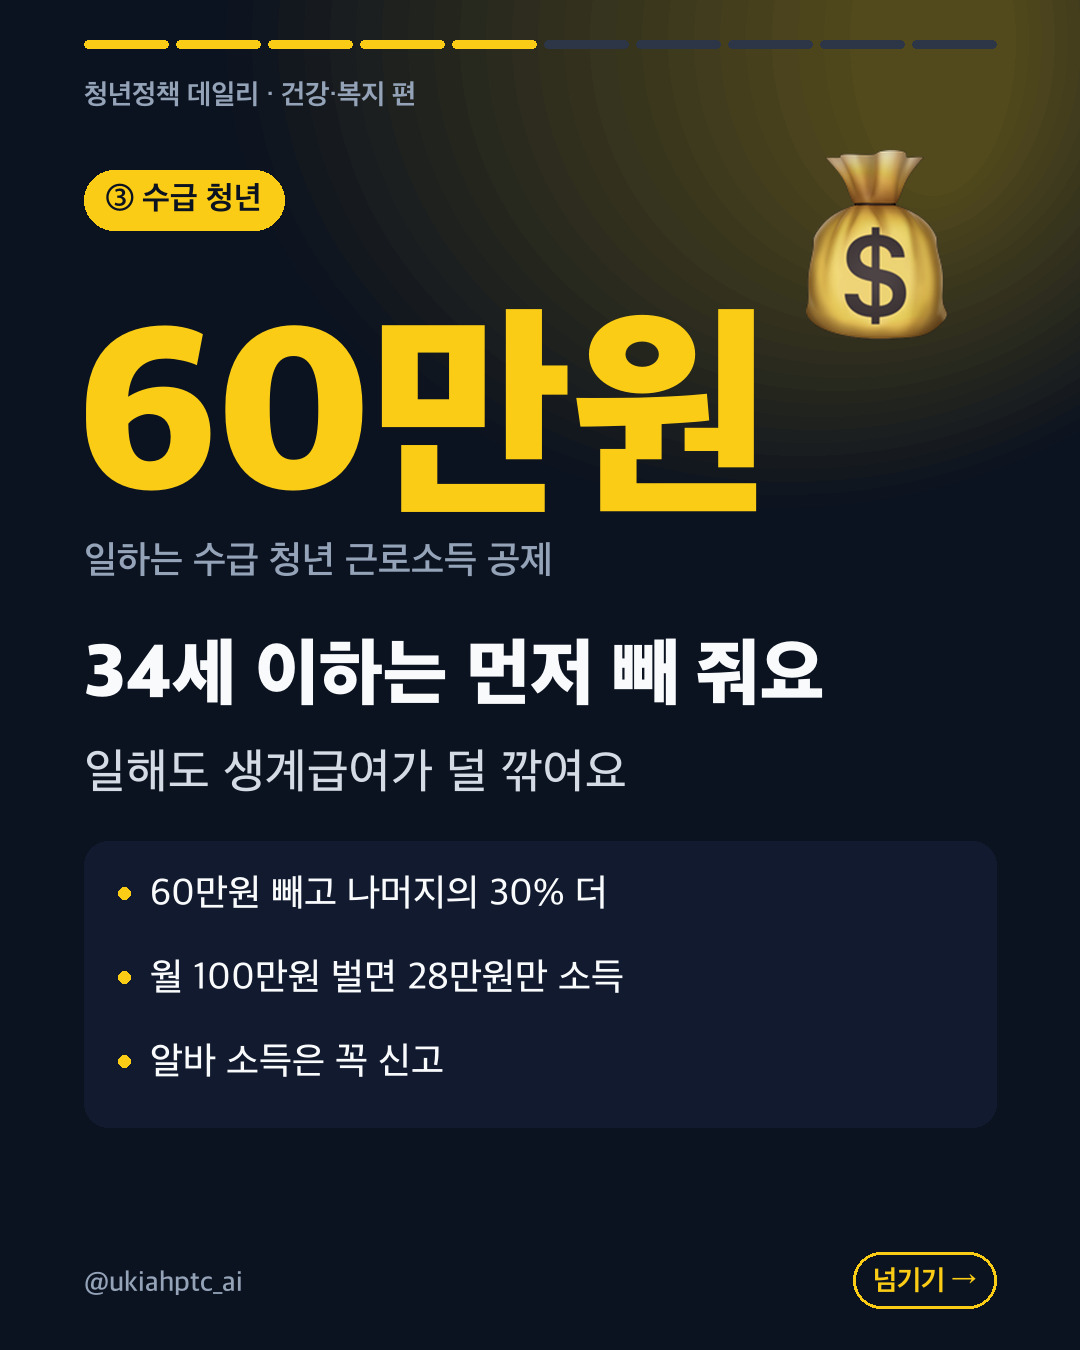 청년정책 데일리 · 건강·복지 편
③ 수급 청년
$
60만원
일하는 수급 청년 근로소득 공제
34세 이하는 먼저 빼 줘요
일해도 생계급여가 덜 깎여요
• 60만원 빼고 나머지의 30% 더
• 월 100만원 벌면 28만원만 소득
• 알바 소득은 꼭 신고
@ukiahptc_ai
넘기기 →